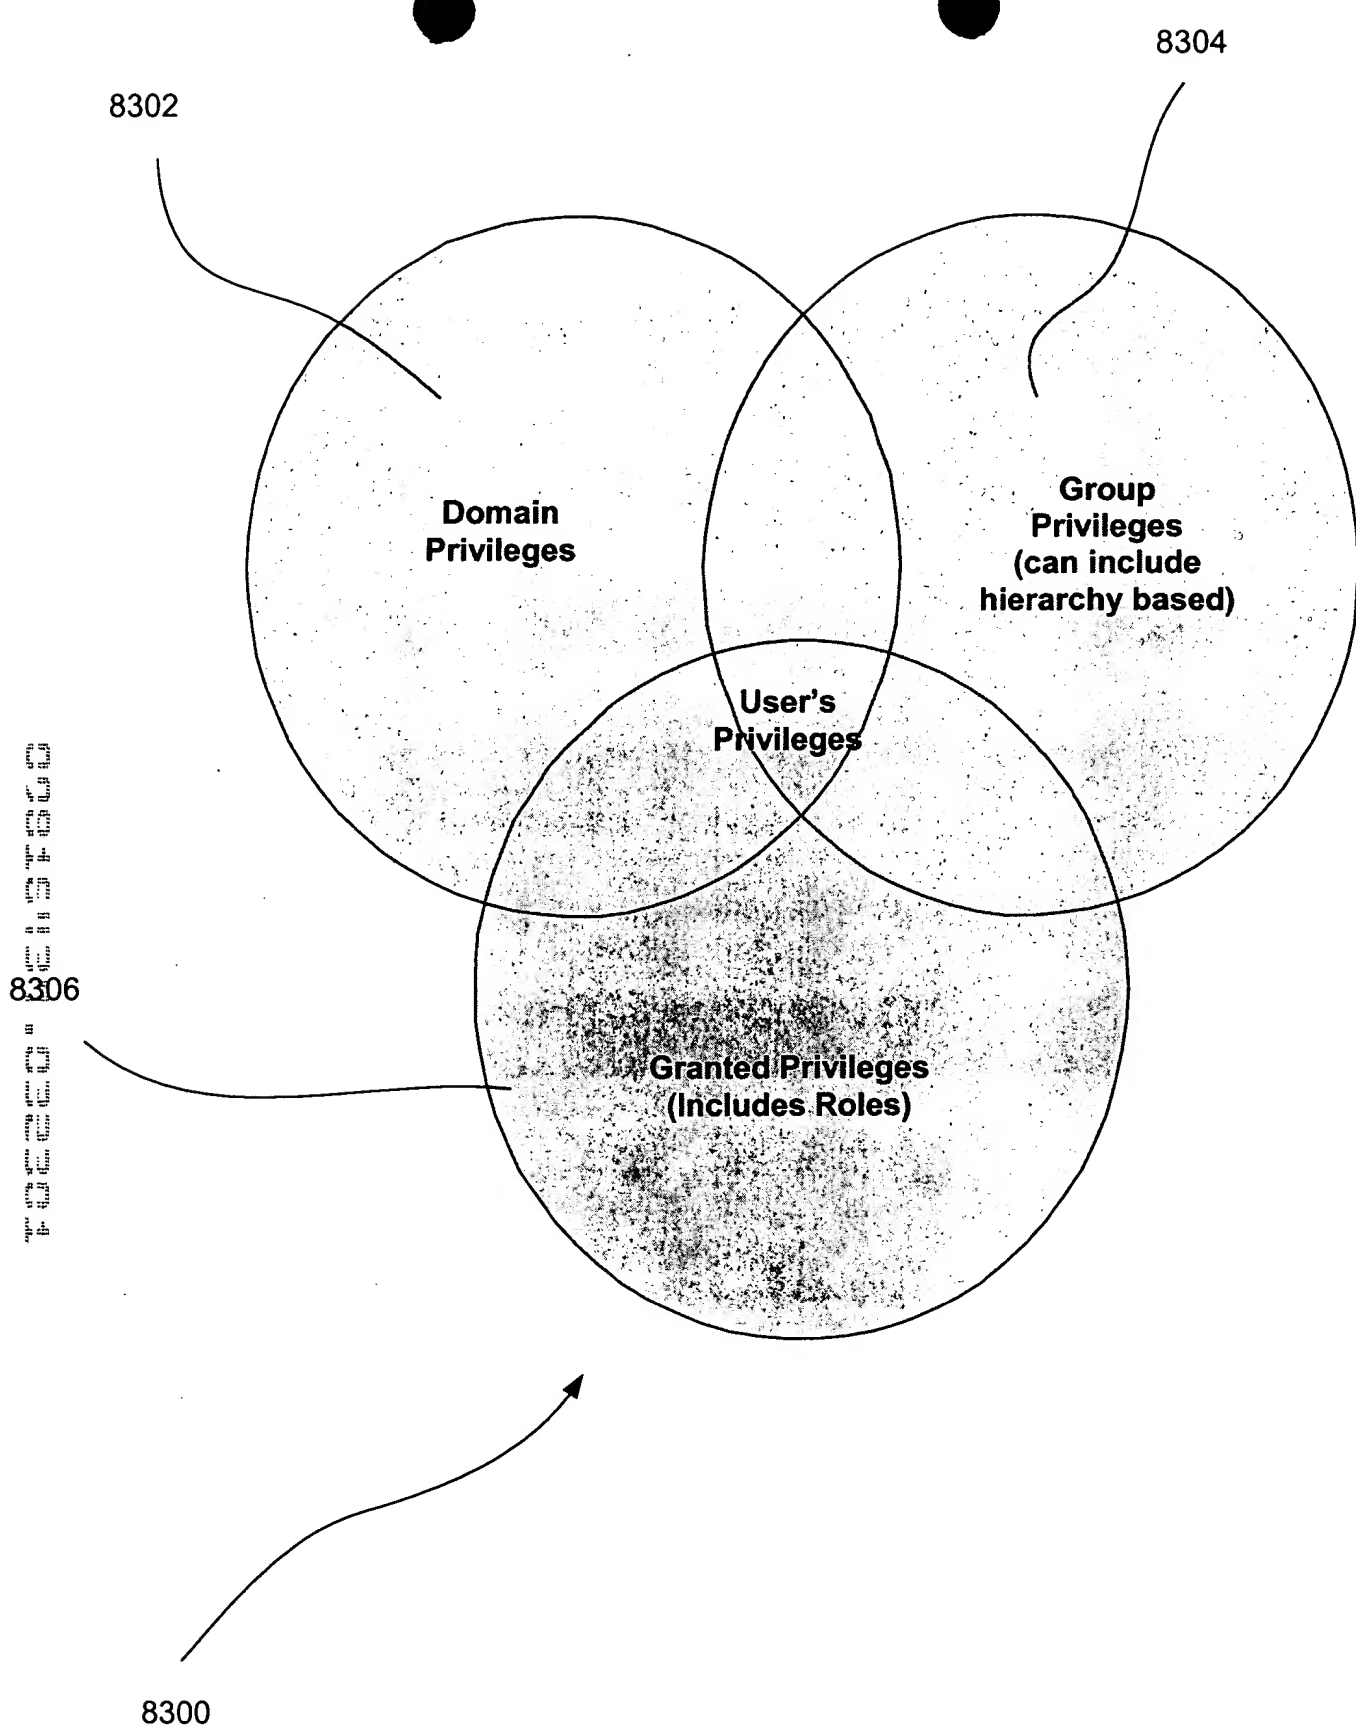 8304
8302
Domain
Privileges
Group
Privileges
(can include
hierarchy based)
User's
Privileges
8306
Granted Privileges
(Includes Roles)
8300